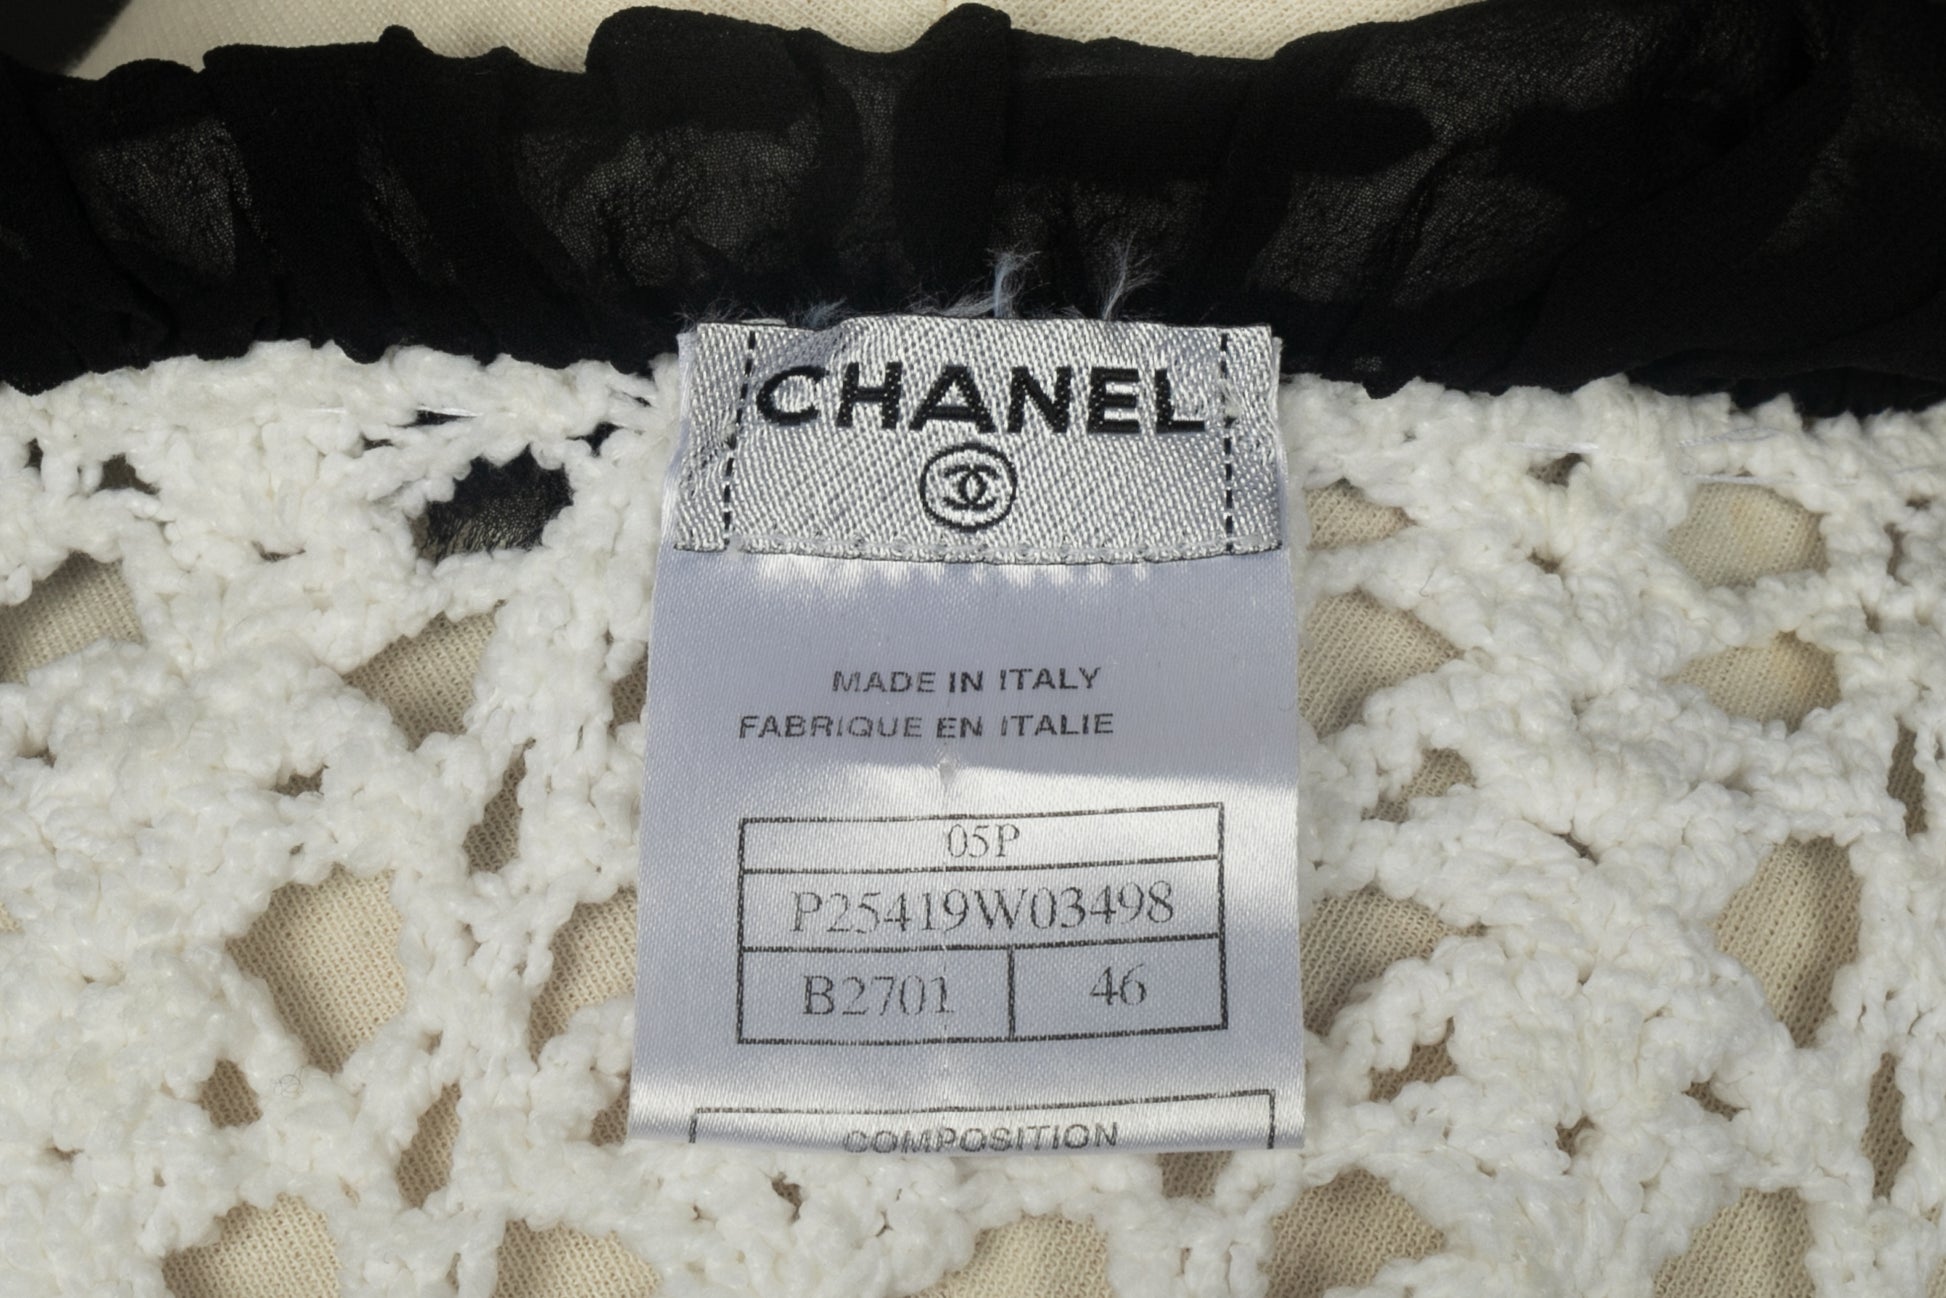 CHANEL
MADE IN ITALY
FABRIQUE EN ITALIE
05P
P25419W03498
B2701 46
COMPOSITION